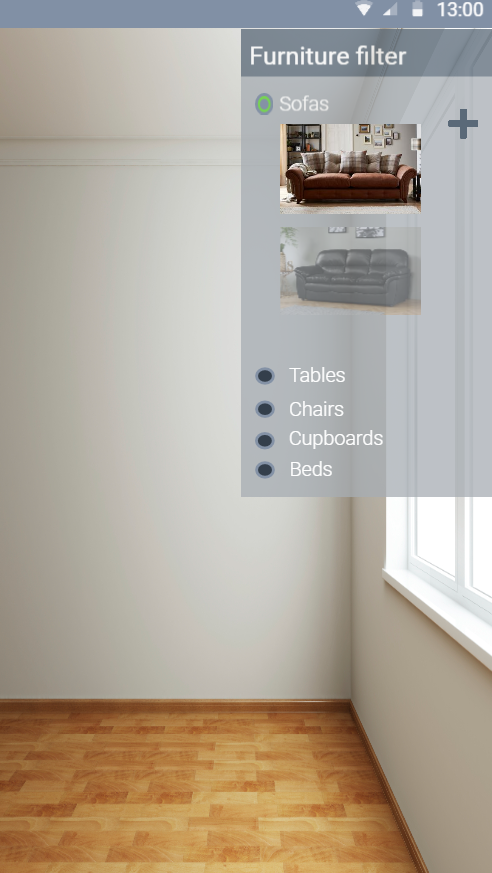 13:00
Furniture filter
Sofas
Tables
Chairs
Cupboards
Beds